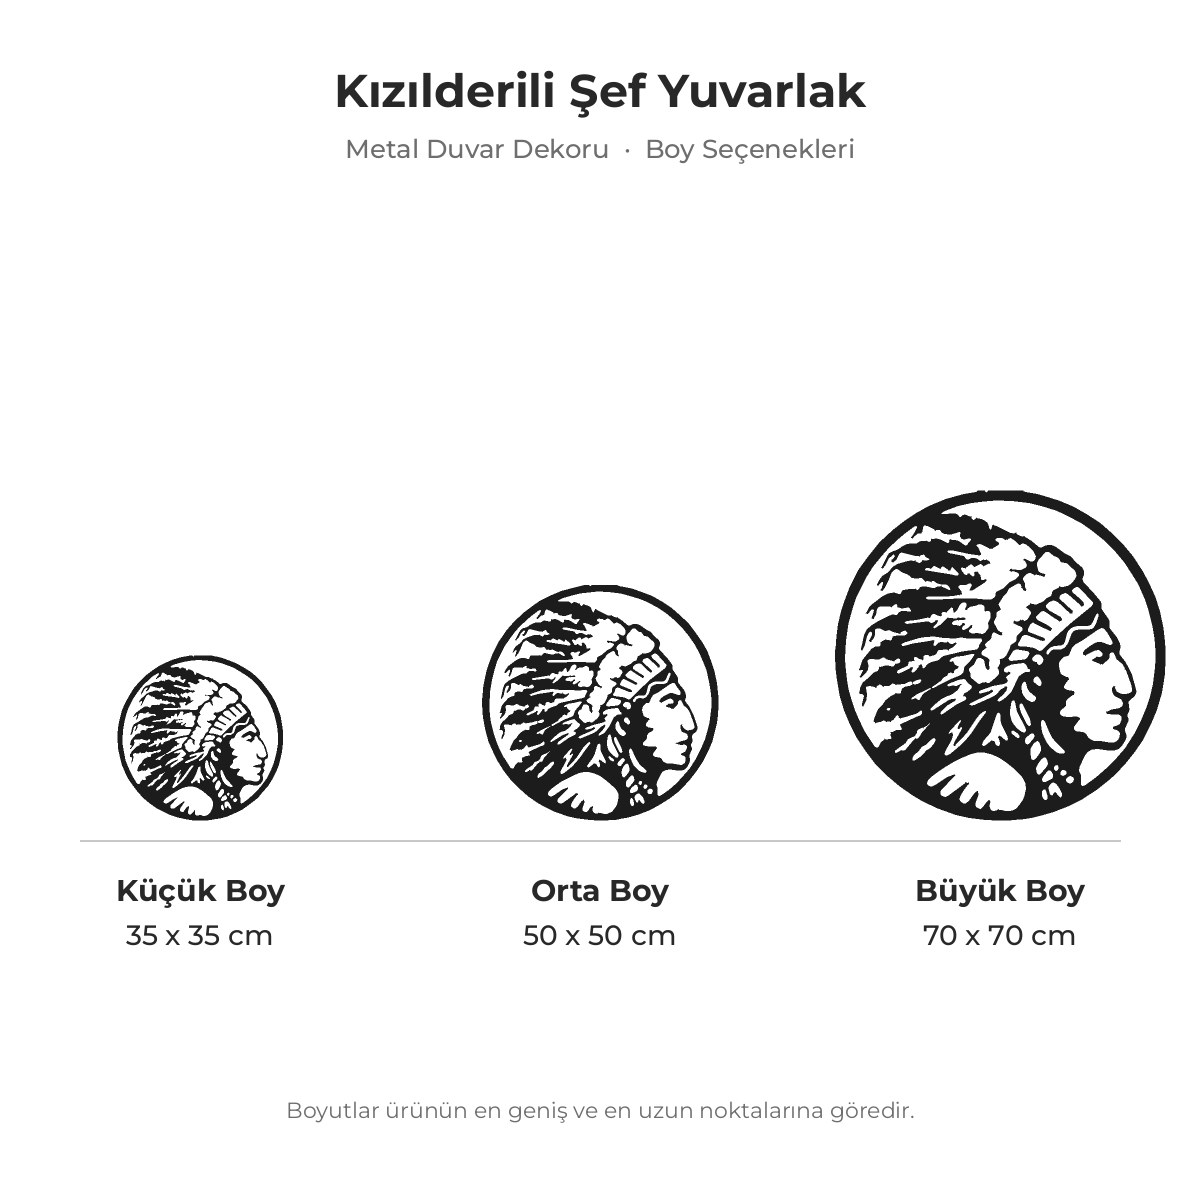 Kızılderili Şef Yuvarlak
Metal Duvar Dekoru · Boy Seçenekleri
Küçük Boy
35 x 35 cm
Orta Boy
50 x 50 cm
Büyük Boy
70 x 70 cm
Boyutlar ürünün en geniş ve en uzun noktalarına göredir.